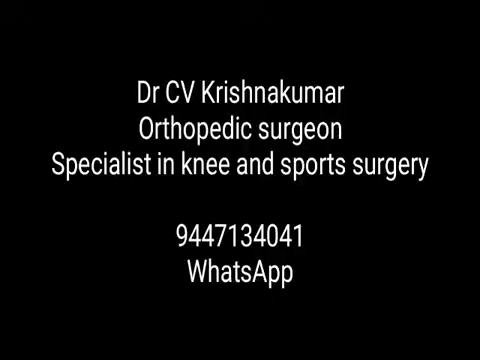 Dr CV Krishnakumar
Orthopedic surgeon
Specialist in knee and sports surgery
9447134041
WhatsApp